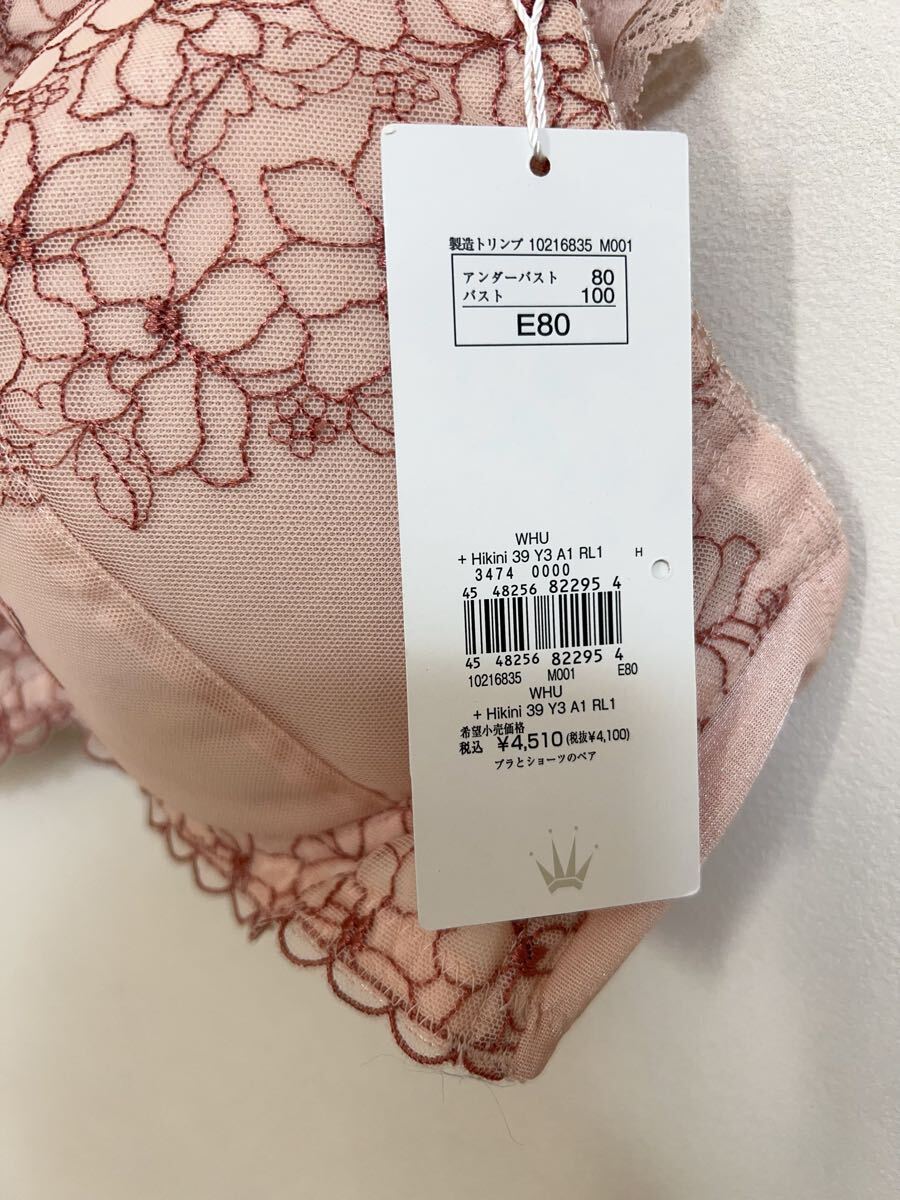 製造トリンプ 10216835 M001
アンダーバスト 80
バスト 100
E80
WHU
+ Hikini 39 Y3 A1 RL1 H
3474 0000
45 48256 82295 4
45 48256 82295 4
10216835 M001 E80
WHU
+ Hikini 39 Y3 A1 RL1
希望小売価格
税込 ¥4,510(税抜¥4,100)
ブラとショーツのペア